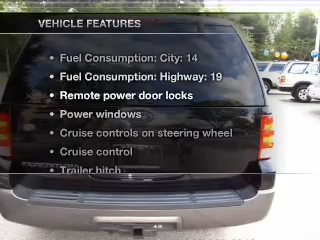 VEHICLE FEATURES
• Fuel Consumption: City: 14
• Fuel Consumption: Highway: 19
• Remote power door locks
• Power windows
• Cruise controls on steering wheel
• Cruise control
• Trailer hitch